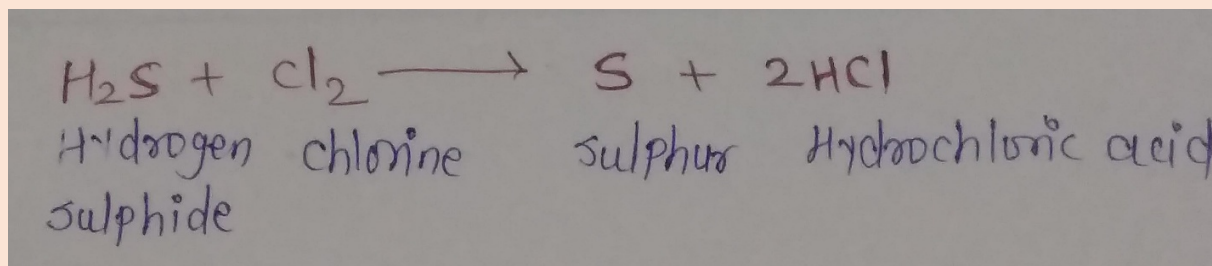 H₂S + Cl₂ ⟶ S + 2HCl
Hydrogen chlorine sulphur Hydrochloric acid
sulphide